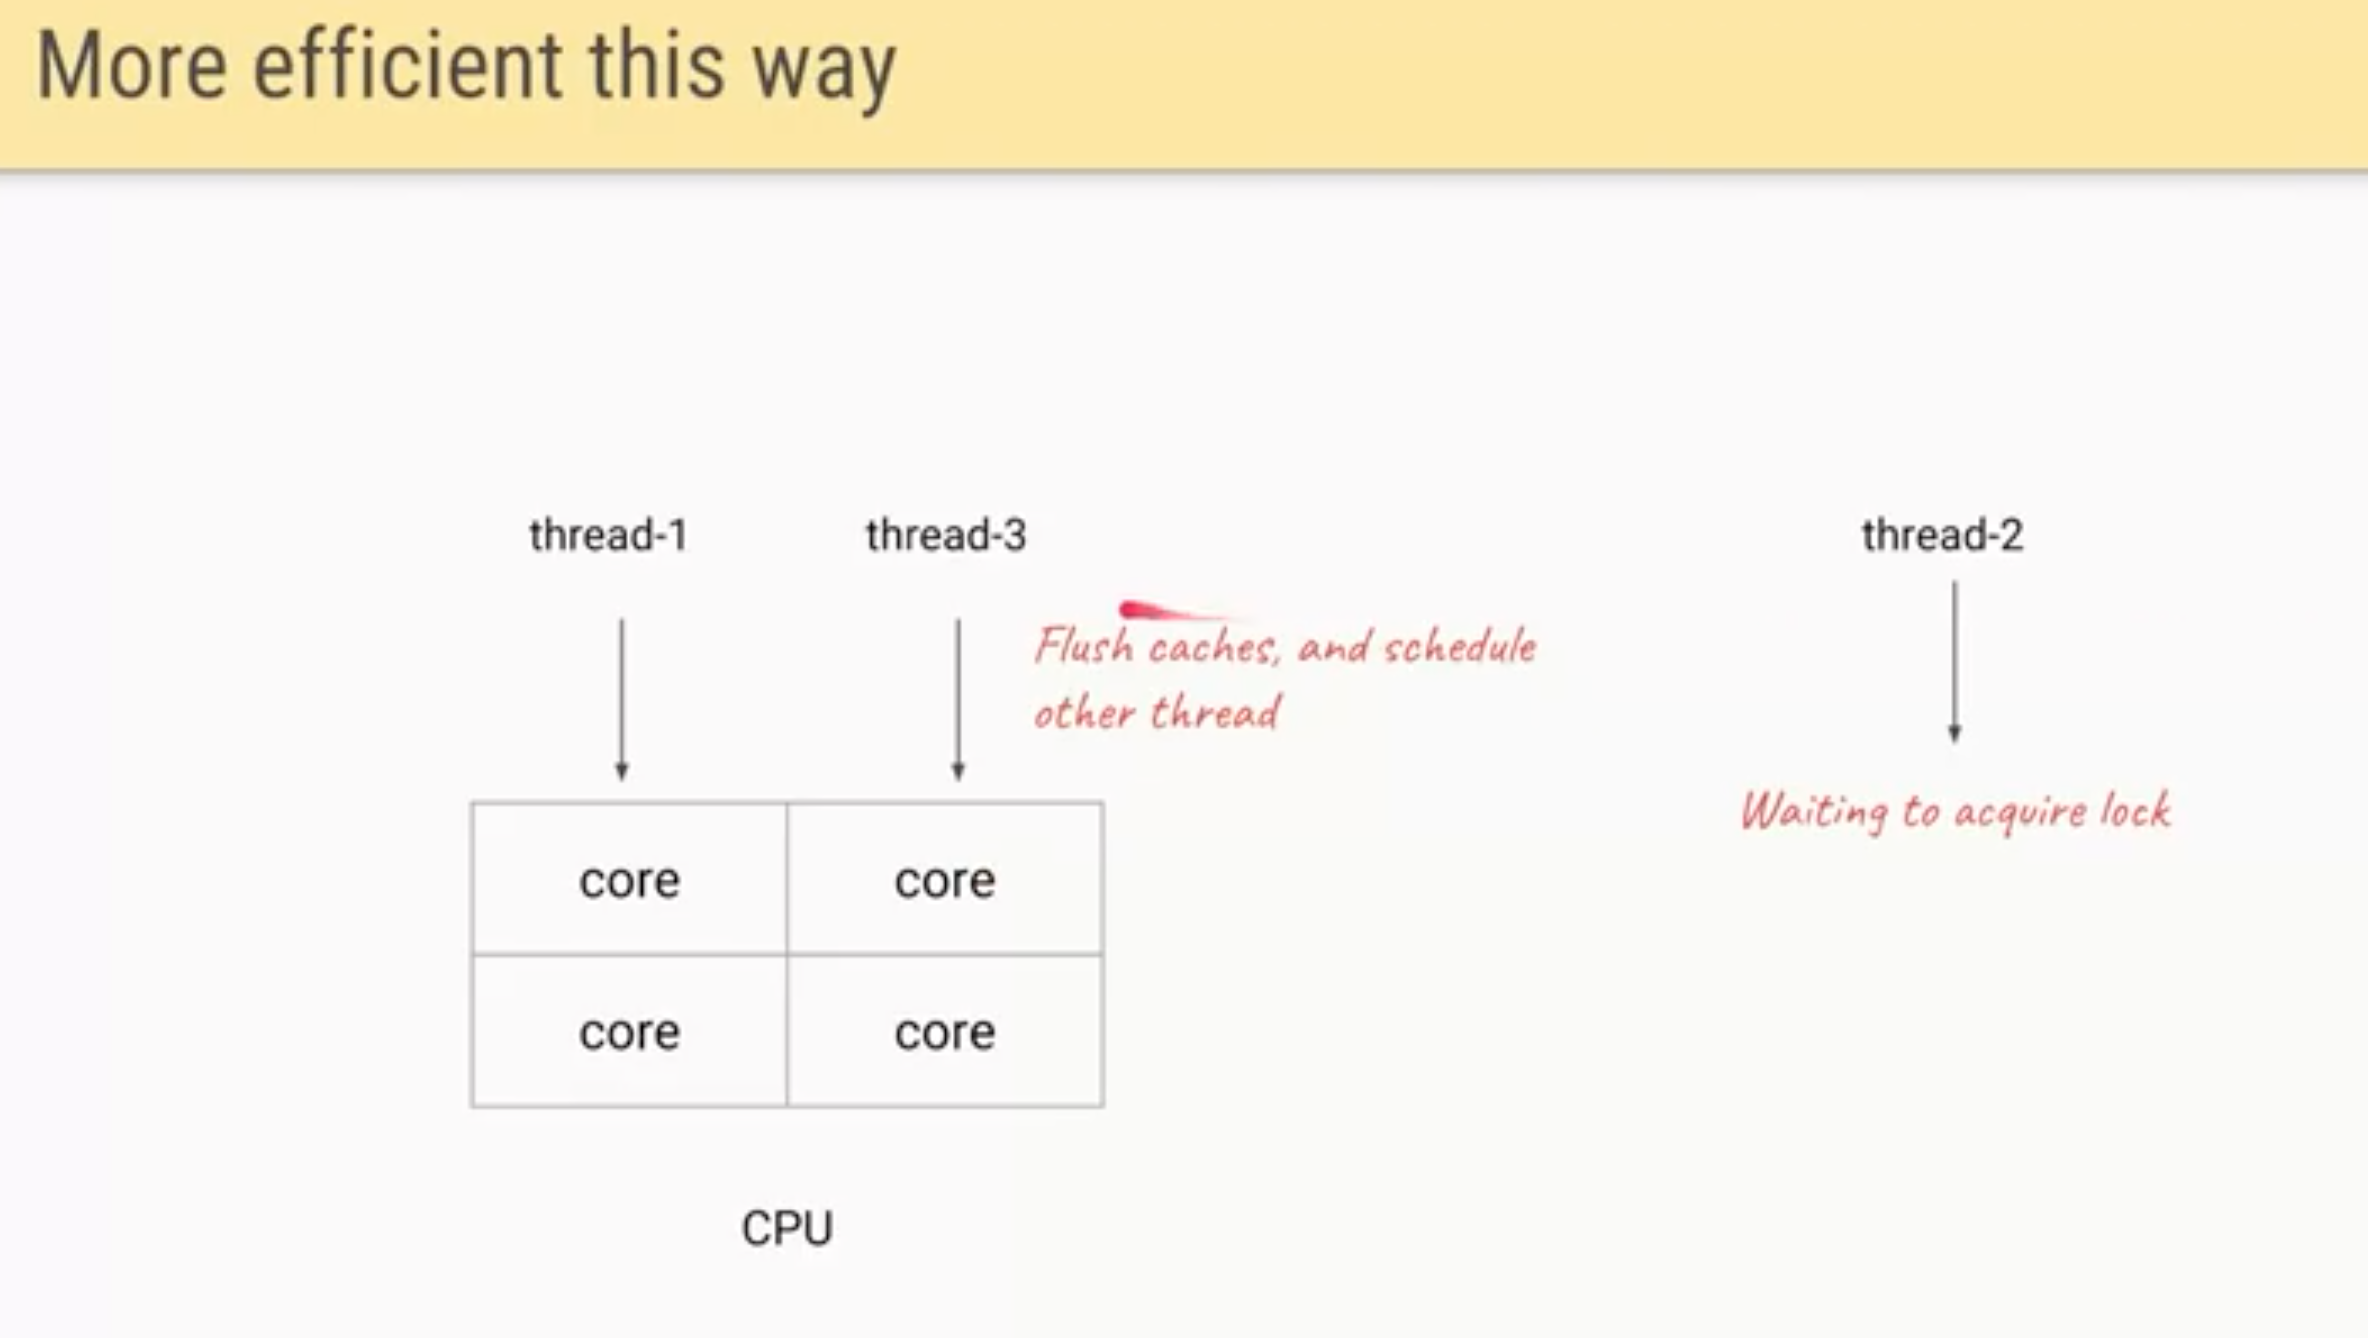 More efficient this way
thread-1
thread-3
thread-2
Flush caches, and schedule
other thread
Waiting to acquire lock
core
core
core
core
CPU